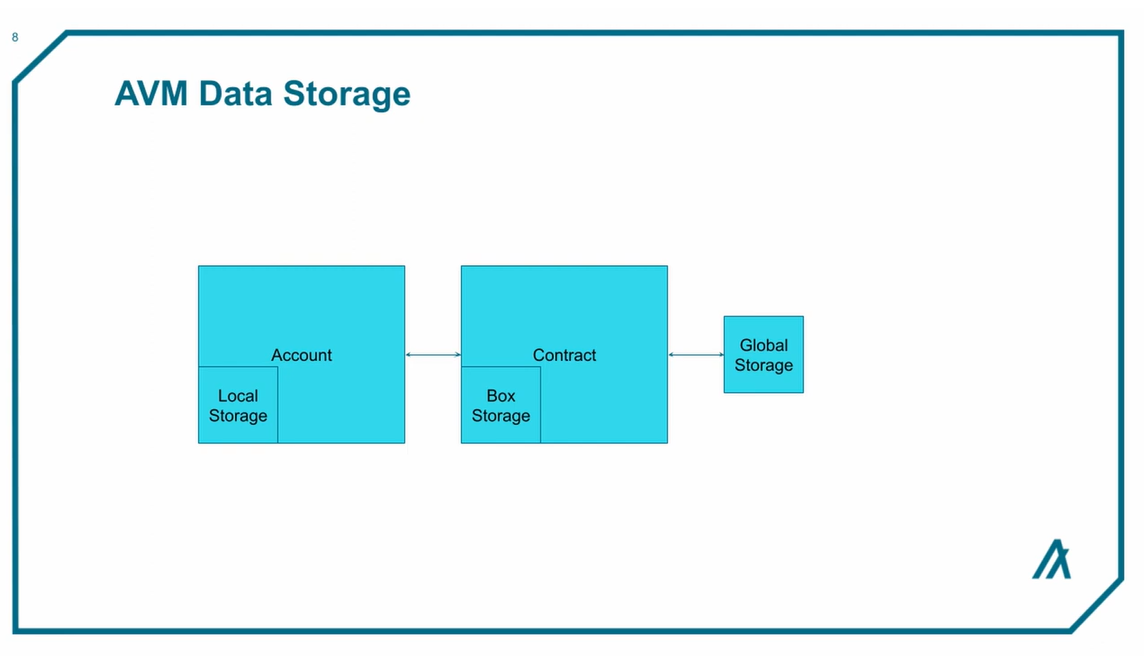 8
AVM Data Storage
Account
Local
Storage
Contract
Box
Storage
Global
Storage